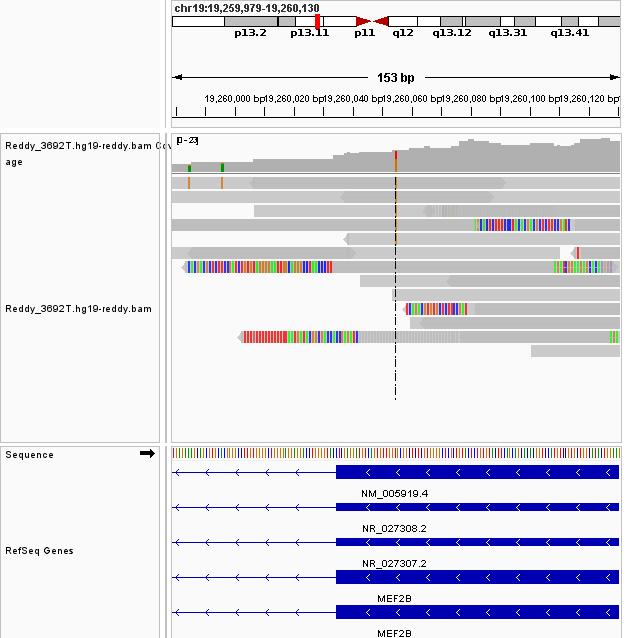 chr19:19,259,979-19,260,130
p13.2 p13.11 p11 q12 q13.12 q13.31 q13.41
153 bp
19,260,000 bp 19,260,020 bp 19,260,040 bp 19,260,060 bp 19,260,080 bp 19,260,100 bp 19,260,120 bp
[0 - 23]
Reddy_3692T.hg19-reddy.bam Cov
age
Reddy_3692T.hg19-reddy.bam
Sequence
NM_005919.4
NR_027308.2
RefSeq Genes
NR_027307.2
MEF2B
MEF2B